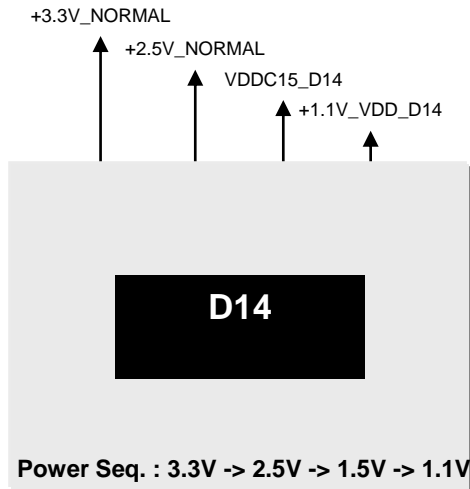 +3.3V_NORMAL
+2.5V_NORMAL
VDDC15_D14
+1.1V_VDD_D14
D14
Power Seq. : 3.3V -> 2.5V -> 1.5V -> 1.1V